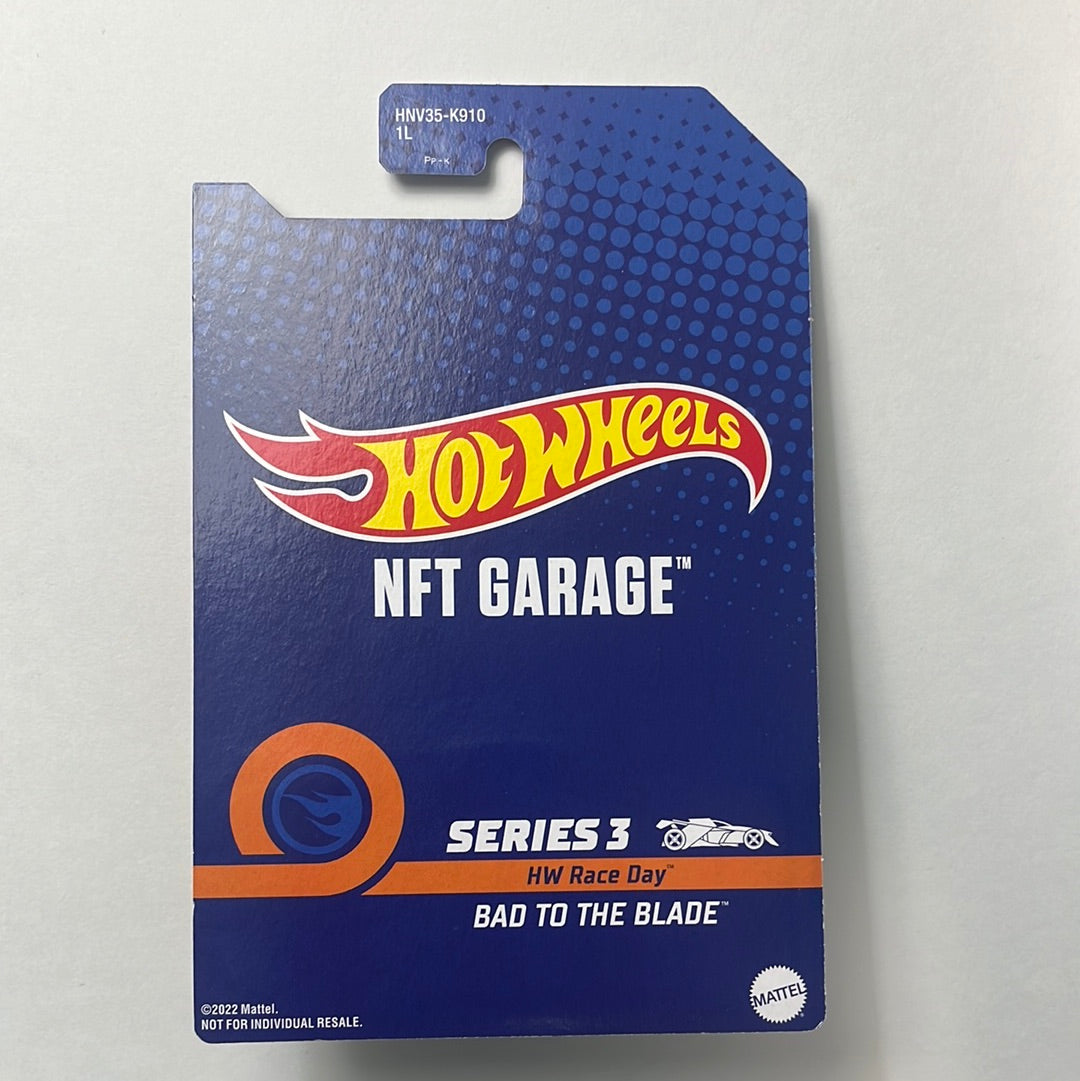 HNV35-K910
1L
PP-K
HOT WHEELS
NFT GARAGE™
SERIES 3
HW Race Day™
BAD TO THE BLADE™
MATTEL
©2022 Mattel.
NOT FOR INDIVIDUAL RESALE.